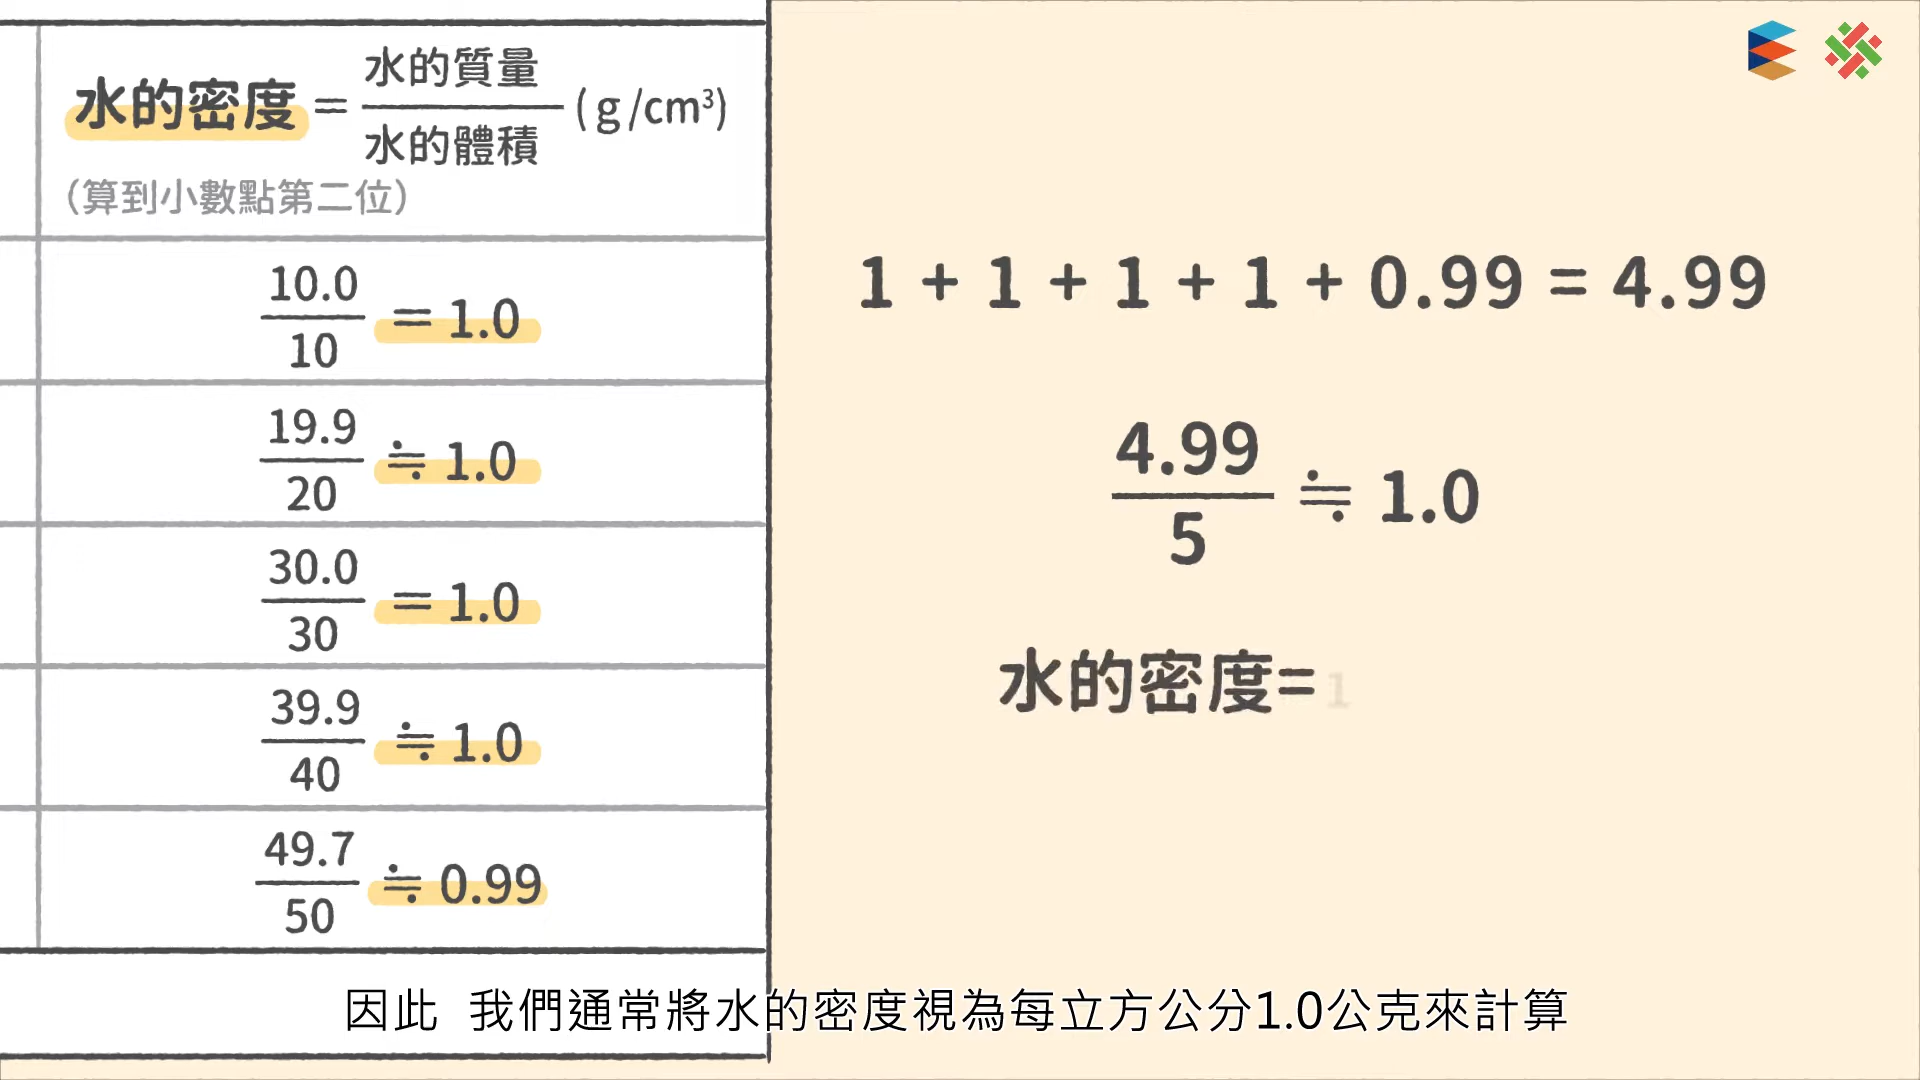 水的密度 = 水的質量 / 水的體積 (g/cm³)
(算到小數點第二位)
10.0 / 10 = 1.0
19.9 / 20 ≒ 1.0
30.0 / 30 = 1.0
39.9 / 40 ≒ 1.0
49.7 / 50 ≒ 0.99
1 + 1 + 1 + 1 + 0.99 = 4.99
4.99 / 5 ≒ 1.0
水的密度= 1
因此 我們通常將水的密度視為每立方公分1.0公克來計算